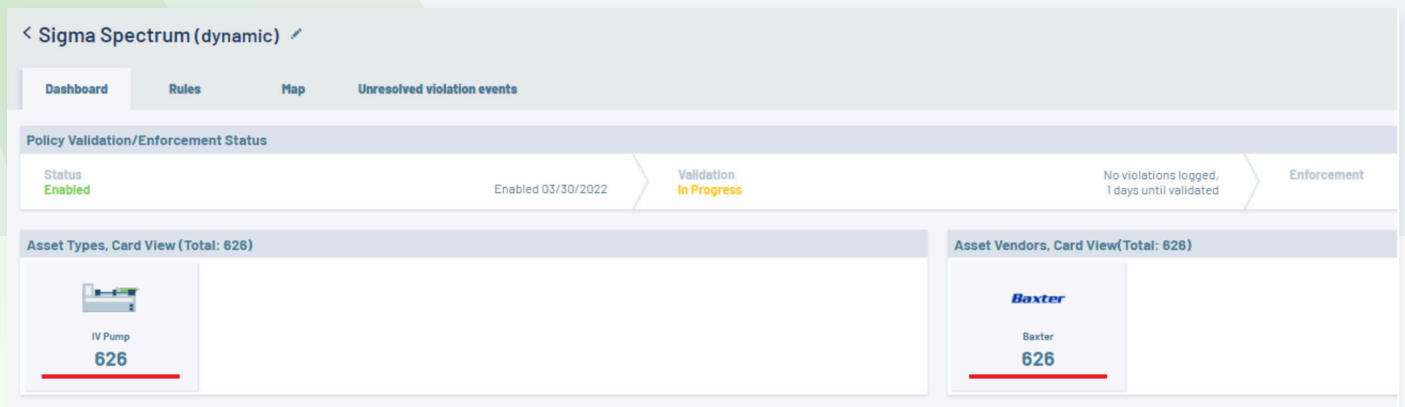 < Sigma Spectrum (dynamic)
Dashboard Rules Map Unresolved violation events
Policy Validation/Enforcement Status
Status
Enabled
Enabled 03/30/2022
Validation
In Progress
No violations logged,
1 days until validated
Enforcement
Asset Types, Card View (Total: 626)
IV Pump
626
Asset Vendors, Card View(Total: 626)
Baxter
Baxter
626